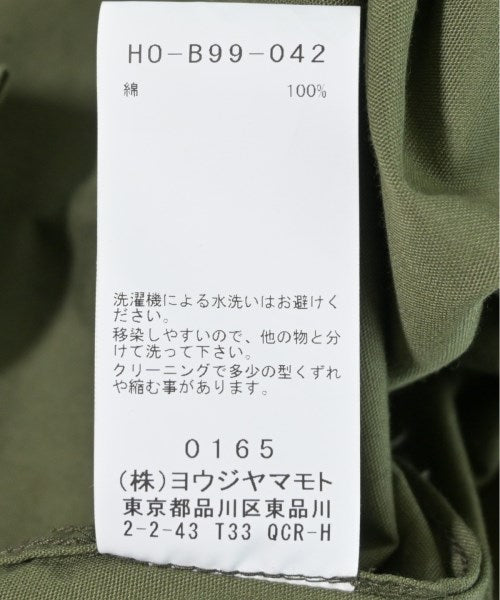 HO-B99-042
綿 100%
洗濯機による水洗いはお避けく
ださい。
移染しやすいので、他の物と分
けて洗って下さい。
クリーニングで多少の型くずれ
や縮む事があります。
0165
(株)ヨウジヤマモト
東京都品川区東品川
2-2-43 T33 QCR-H